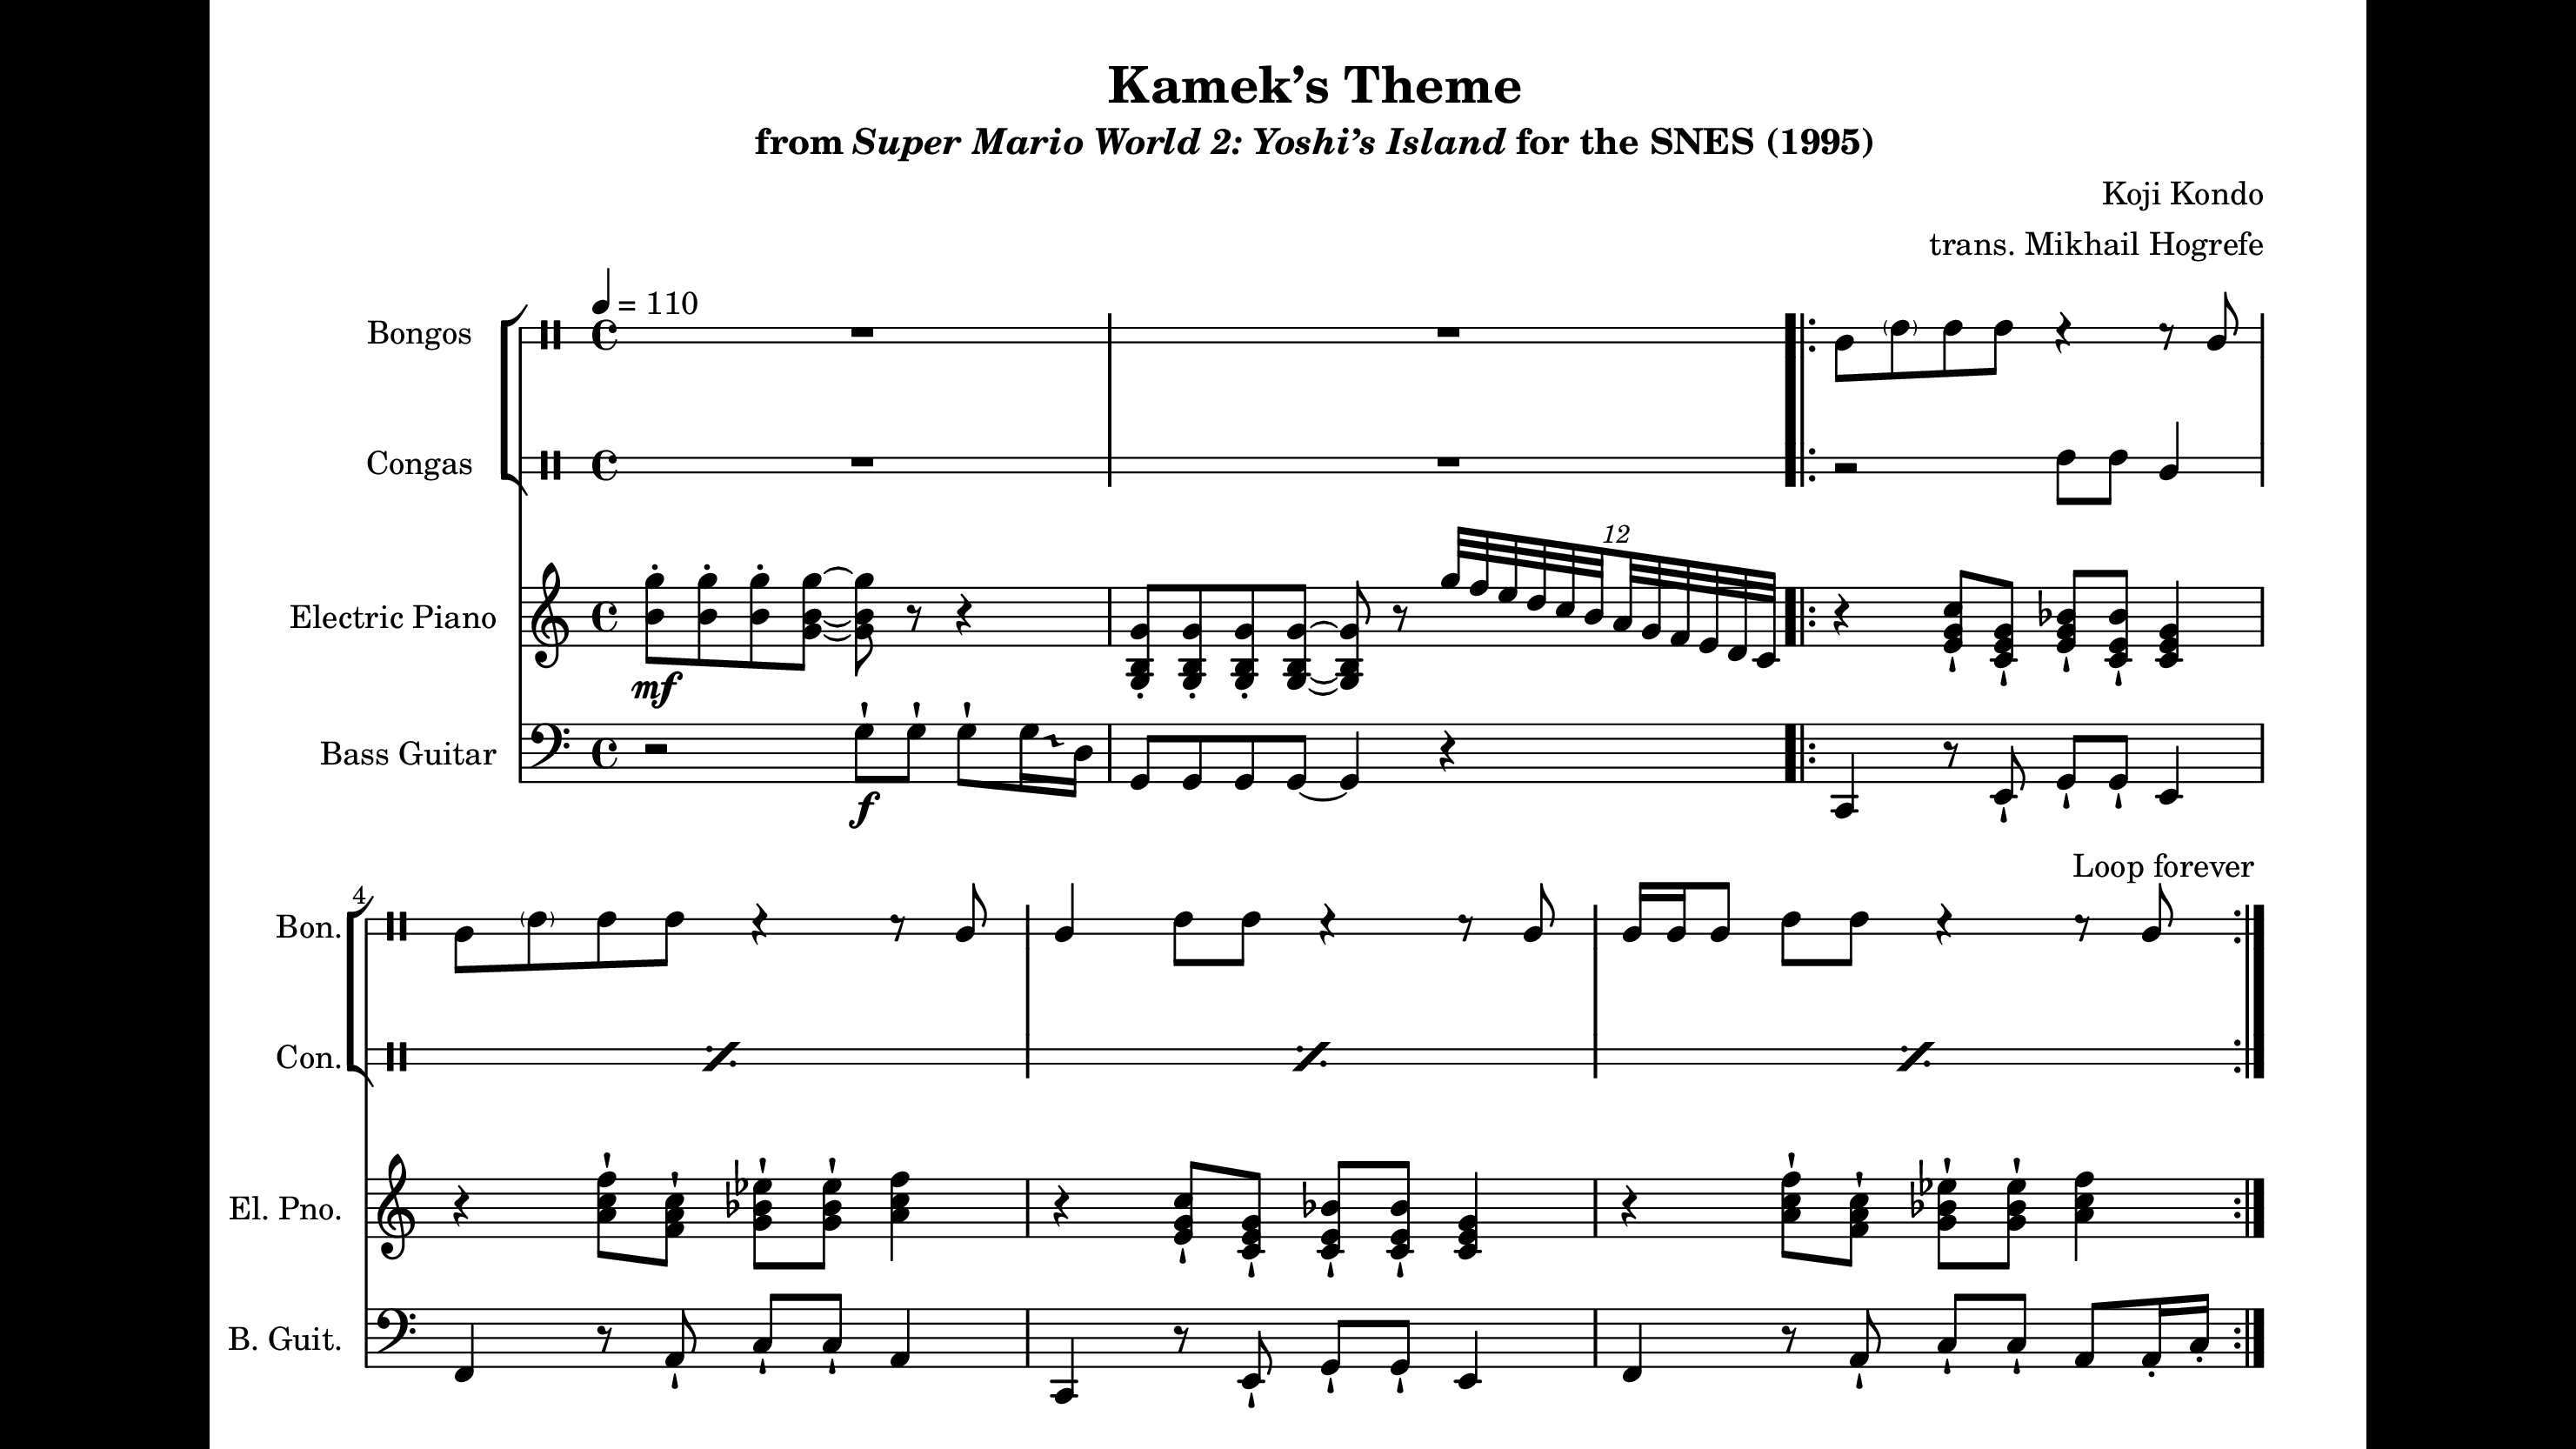 Kamek’s Theme
from Super Mario World 2: Yoshi’s Island for the SNES (1995)
Koji Kondo
trans. Mikhail Hogrefe
= 110
Bongos
Congas
12
Electric Piano
mf
Bass Guitar
f
Loop forever
4
Bon.
Con.
El. Pno.
B. Guit.